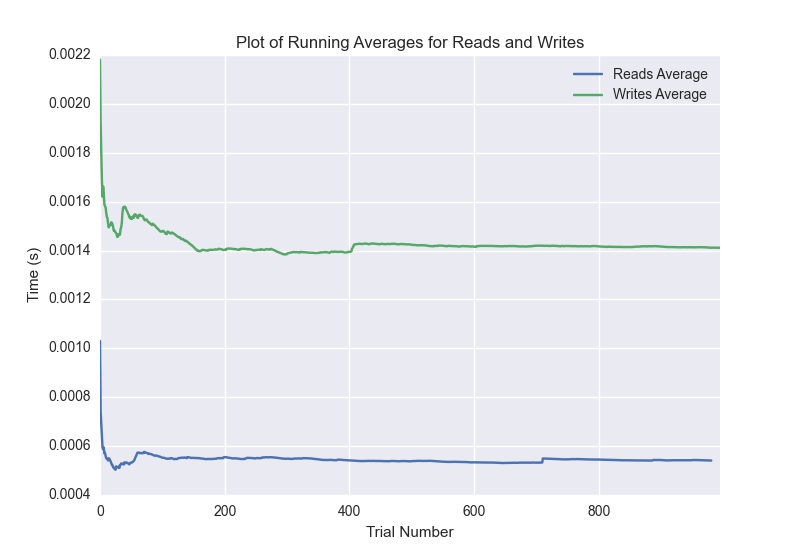 Plot of Running Averages for Reads and Writes
0.0022
0.0020
0.0018
0.0016
0.0014
0.0012
0.0010
0.0008
0.0006
0.0004
Time (s)
Reads Average
Writes Average
0 200 400 600 800
Trial Number